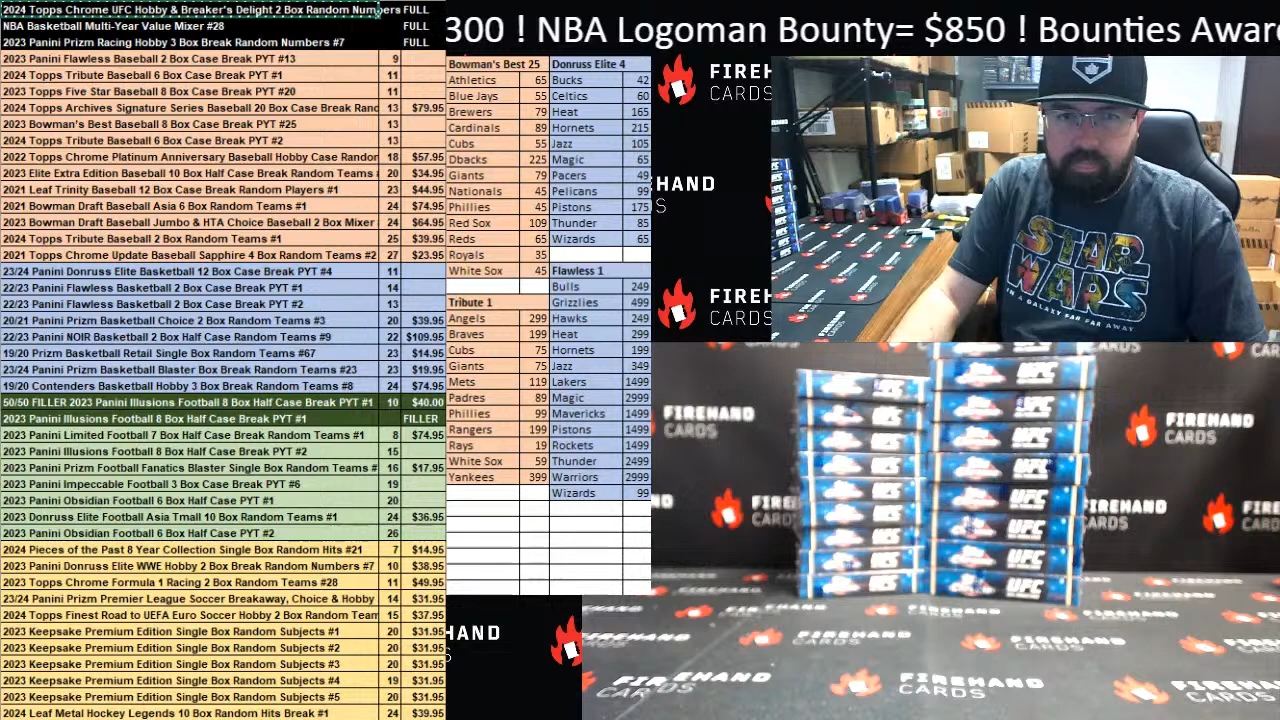 2024 Topps Chrome UFC Hobby & Breaker's Delight 2 Box Random Numbers FULL
NBA Basketball Multi-Year Value Mixer #28 FULL
2023 Panini Prizm Racing Hobby 3 Box Break Random Numbers #7 FULL
2023 Panini Flawless Baseball 2 Box Case Break PYT #13 9
2024 Topps Tribute Baseball 6 Box Case Break PYT #1 11
2023 Topps Five Star Baseball 8 Box Case Break PYT #20 11
2024 Topps Archives Signature Series Baseball 20 Box Case Break Ranc 13 $79.95
2023 Bowman's Best Baseball 8 Box Case Break PYT #25 13
2024 Topps Tribute Baseball 6 Box Case Break PYT #2 13
2022 Topps Chrome Platinum Anniversary Baseball Hobby Case Randor 18 $57.95
2023 Elite Extra Edition Baseball 10 Box Half Case Break Random Teams 20 $34.95
2021 Leaf Trinity Baseball 12 Box Case Break Random Players #1 23 $44.95
2021 Bowman Draft Baseball Asia 6 Box Random Teams #1 24 $74.95
2023 Bowman Draft Baseball Jumbo & HTA Choice Baseball 2 Box Mixer 24 $64.95
2024 Topps Tribute Baseball 2 Box Random Teams #1 25 $39.95
2021 Topps Chrome Update Baseball Sapphire 4 Box Random Teams #2 27 $23.95
23/24 Panini Donruss Elite Basketball 12 Box Case Break PYT #4 11
22/23 Panini Flawless Basketball 2 Box PYT #1 14
22/23 Panini Flawless Basketball 2 Box PYT #2 13
20/21 Panini Prizm Basketball Choice 2 Box Random Teams #3 20 $39.95
22/23 Panini NOIR Basketball 2 Box Random Teams #9 22 $109.95
19/20 Prizm Basketball Retail Single Box Random Teams #67 23 $14.95
23/24 Panini Prizm Basketball Blaster Box Break Random Teams #23 23 $19.95
19/20 Contenders Basketball Hobby 3 Box Break Random Teams #8 24 $74.95
50/50 FILLER 2023 Panini Illusions Football 8 Box Half Case PYT #1 10 $40.00
2023 Panini Illusions Football 8 Box Half Case Break PYT #1 FILLER
2023 Panini Limited Football 7 Box Half Case Break Random Teams #1 8 $74.95
2023 Panini Illusions Football 8 Box Half Case Break PYT #2 15
2023 Panini Prizm Football Fanatics Blaster Single Box Random Teams # 16 $17.95
2023 Panini Impeccable Football 3 Box Case Break PYT #6 19
2023 Panini Obsidian Football 6 Box Half Case PYT #1 20
2023 Donruss Elite Football Asia Tmall 10 Box Random Teams #1 24 $36.95
2023 Panini Obsidian Football 6 Box Half Case PYT #2 26
2024 Pieces of the Past 8 Year Collection Single Box Random Hits #21 7 $14.95
2023 Panini Donruss Elite WWE Hobby 2 Box Break Random Numbers #7 10 $38.95
2023 Topps Chrome Formula 1 Racing 2 Box Random Teams #28 11 $49.95
23/24 Panini Prizm Premier League Soccer Breakaway, Choice & Hobby 14 $31.95
2024 Topps Finest Road to UEFA Euro Soccer Hobby 2 Box Random Team 15 $37.95
2023 Keepsake Premium Edition Single Box Random Subjects #1 20 $31.95
2023 Keepsake Premium Edition Single Box Random Subjects #2 20 $31.95
2023 Keepsake Premium Edition Single Box Random Subjects #3 20 $31.95
2023 Keepsake Premium Edition Single Box Random Subjects #4 19 $31.95
2023 Keepsake Premium Edition Single Box Random Subjects #5 20 $31.95
2024 Leaf Metal Hockey Legends 10 Box Random Hits Break #1 24 $39.95
300 ! NBA Logoman Bounty= $850 ! Bounties Awar
Bowman's Best 25
Athletics 65
Blue Jays 55
Brewers 79
Cardinals 89
Cubs 55
Dbacks 225
Giants 79
Nationals 45
Phillies 45
Red Sox 109
Reds 65
Royals 35
White Sox 45
Tribute 1
Angels 299
Braves 199
Cubs 75
Giants 75
Mets 119
Padres 89
Phillies 99
Rangers 199
Rays 19
White Sox 59
Yankees 399
Donruss Elite 4
Bucks 42
Celtics 60
Heat 165
Hornets 215
Jazz 105
Magic 65
Pacers 49
Pelicans 99
Pistons 175
Thunder 85
Wizards 65
Flawless 1
Bulls 249
Grizzlies 499
Hawks 249
Heat 299
Hornets 199
Jazz 349
Lakers 1499
Magic 2999
Mavericks 1499
Pistons 1499
Rockets 1499
Thunder 2499
Warriors 2999
Wizards 99
FIREH
CARDS
HAND
S
FIREH
CARDS
HAND
STAR
WARS
IN A GALAXY FAR FAR AWAY
FIREHAND
CARDS
FIREHAND
CARDS
FIREHAND
CARD
FIREHAND
CARDS
UFC
UFC
UFC
UFC
UFC
FIREHAND
CARDS
FIREHAND
CARDS
FIREHAND
CARDS